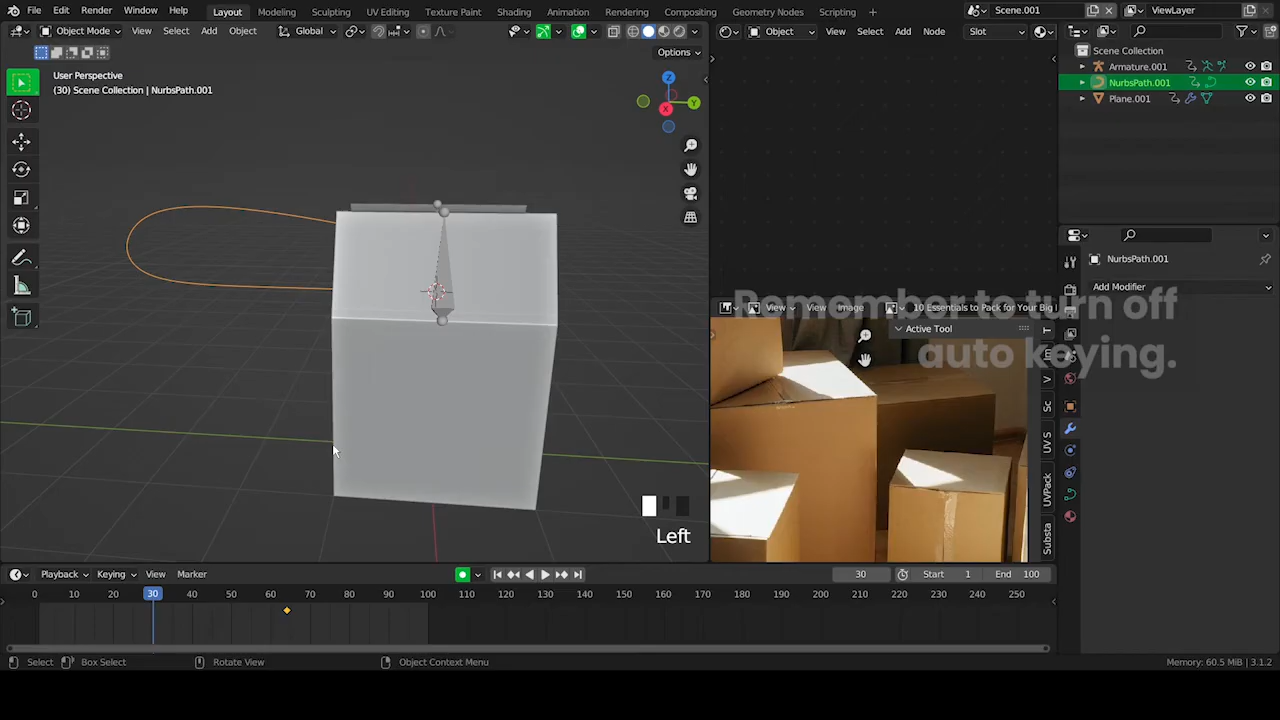 File Edit Render Window Help Layout Modeling Sculpting UV Editing Texture Paint Shading Animation Rendering Compositing Geometry Nodes Scripting + Scene.001 ViewLayer
Object Mode View Select Add Object Global Object View Select Add Node Slot
Options
Scene Collection
Armature.001
NurbsPath.001
Plane.001
User Perspective
(30) Scene Collection | NurbsPath.001
Z
Y
X
NurbsPath.001
Add Modifier
View View Image 10 Essentials to Pack for Your Big
Active Tool
Remember to turn off
auto keying.
T
V
Sc
UV S
UVPack
Substa
Left
Playback Keying View Marker 30 Start 1 End 100
0 10 20 30 40 50 60 70 80 90 100 110 120 130 140 150 160 170 180 190 200 210 220 230 240 250
Select Box Select Rotate View Object Context Menu Memory: 60.5 MiB | 3.1.2